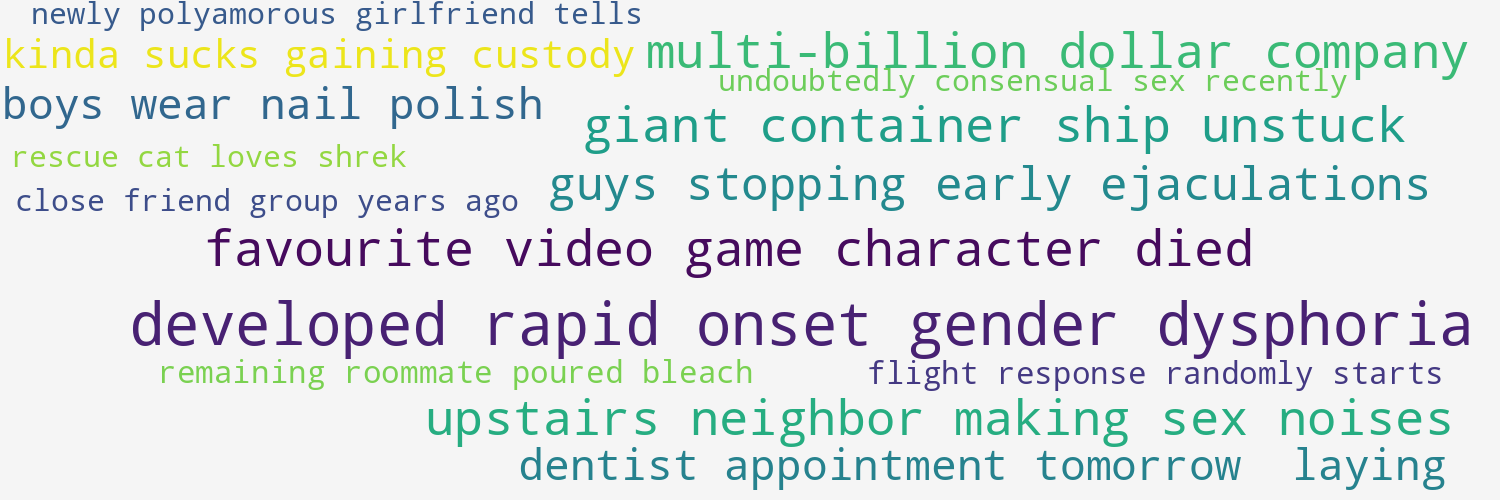 newly polyamorous girlfriend tells
kinda sucks gaining custody
multi-billion dollar company
undoubtedly consensual sex recently
boys wear nail polish
giant container ship unstuck
rescue cat loves shrek
guys stopping early ejaculations
close friend group years ago
favourite video game character died
developed rapid onset gender dysphoria
remaining roommate poured bleach
flight response randomly starts
upstairs neighbor making sex noises
dentist appointment tomorrow laying